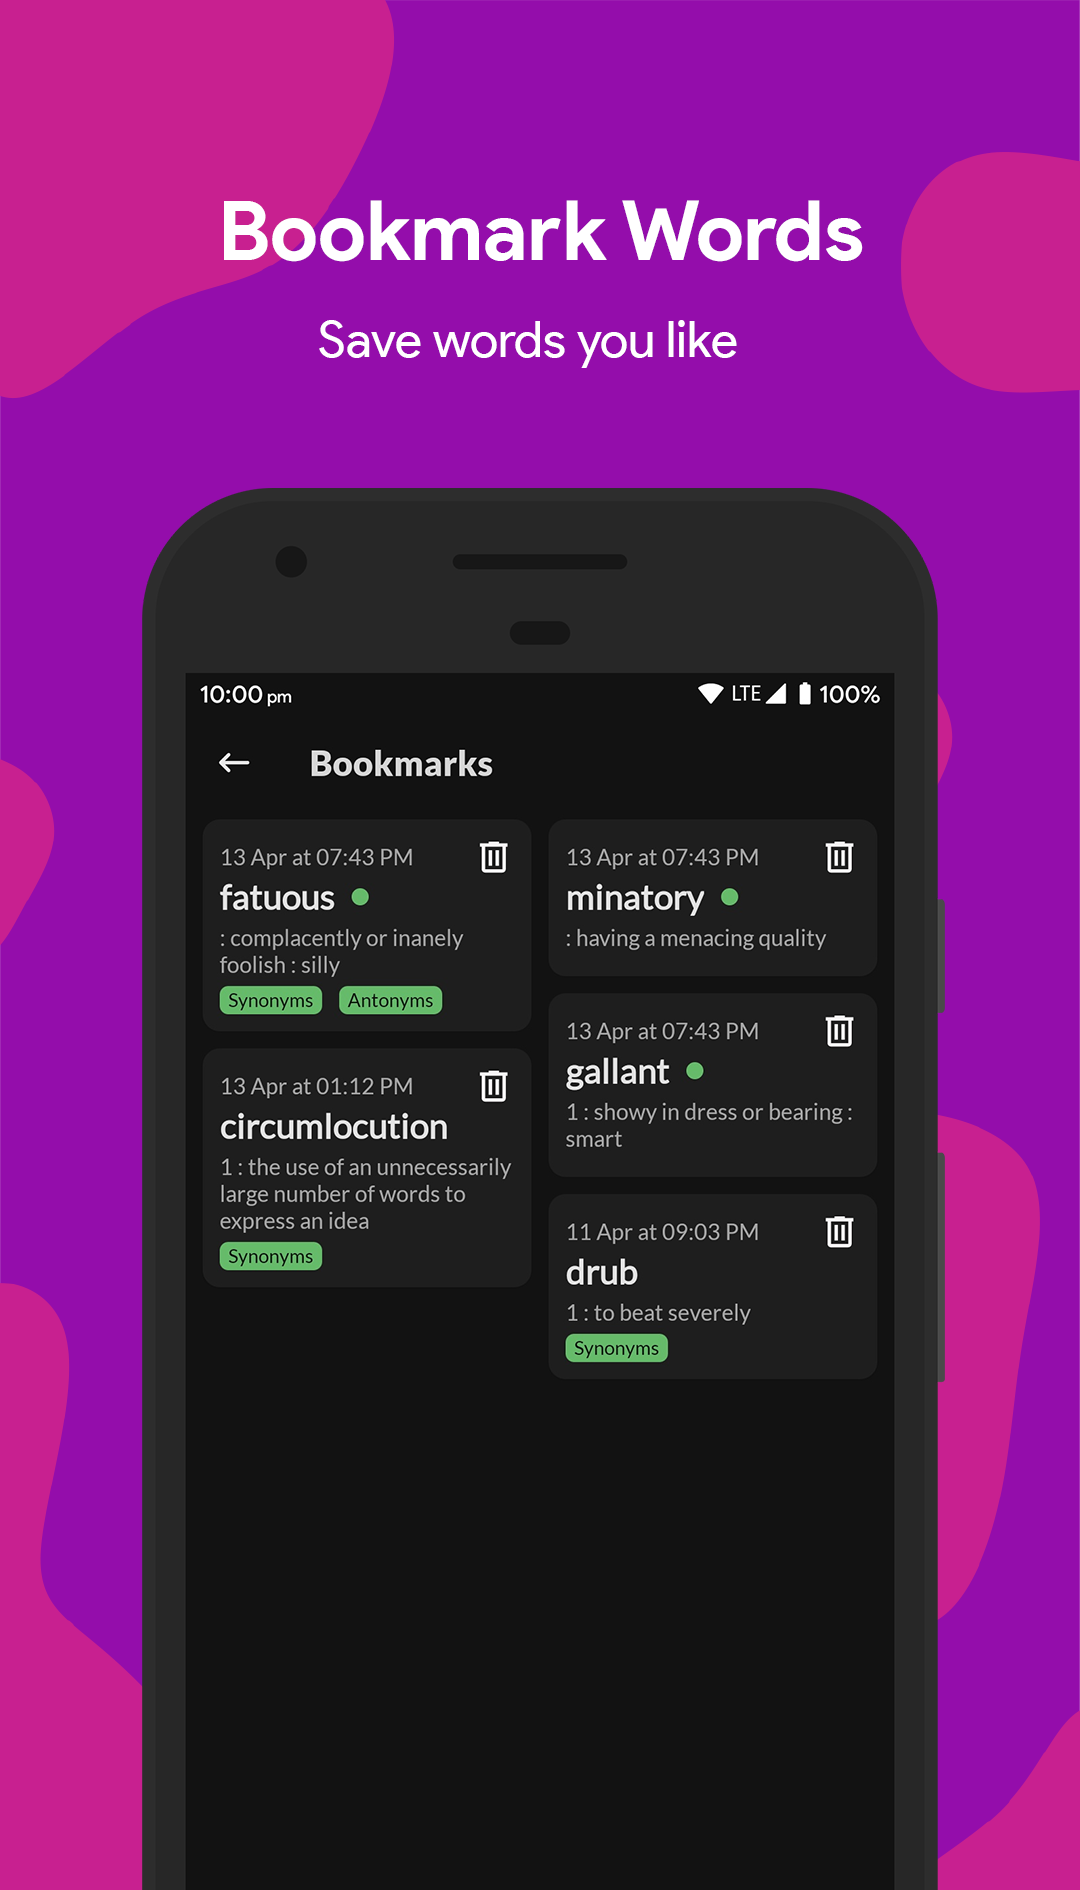 Bookmark Words
Save words you like
10:00 pm
LTE 100%
Bookmarks
13 Apr at 07:43 PM
fatuous
: complacently or inanely
foolish : silly
Synonyms Antonyms
13 Apr at 01:12 PM
circumlocution
1 : the use of an unnecessarily
large number of words to
express an idea
Synonyms
13 Apr at 07:43 PM
minatory
: having a menacing quality
13 Apr at 07:43 PM
gallant
1 : showy in dress or bearing :
smart
11 Apr at 09:03 PM
drub
1 : to beat severely
Synonyms